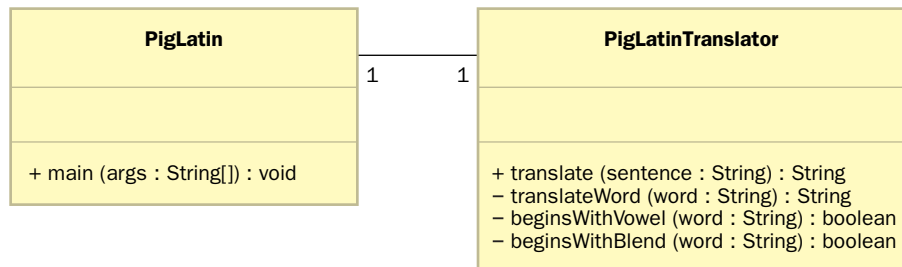 PigLatin
+ main (args : String[]) : void
1
1
PigLatinTranslator
+ translate (sentence : String) : String
– translateWord (word : String) : String
– beginsWithVowel (word : String) : boolean
– beginsWithBlend (word : String) : boolean